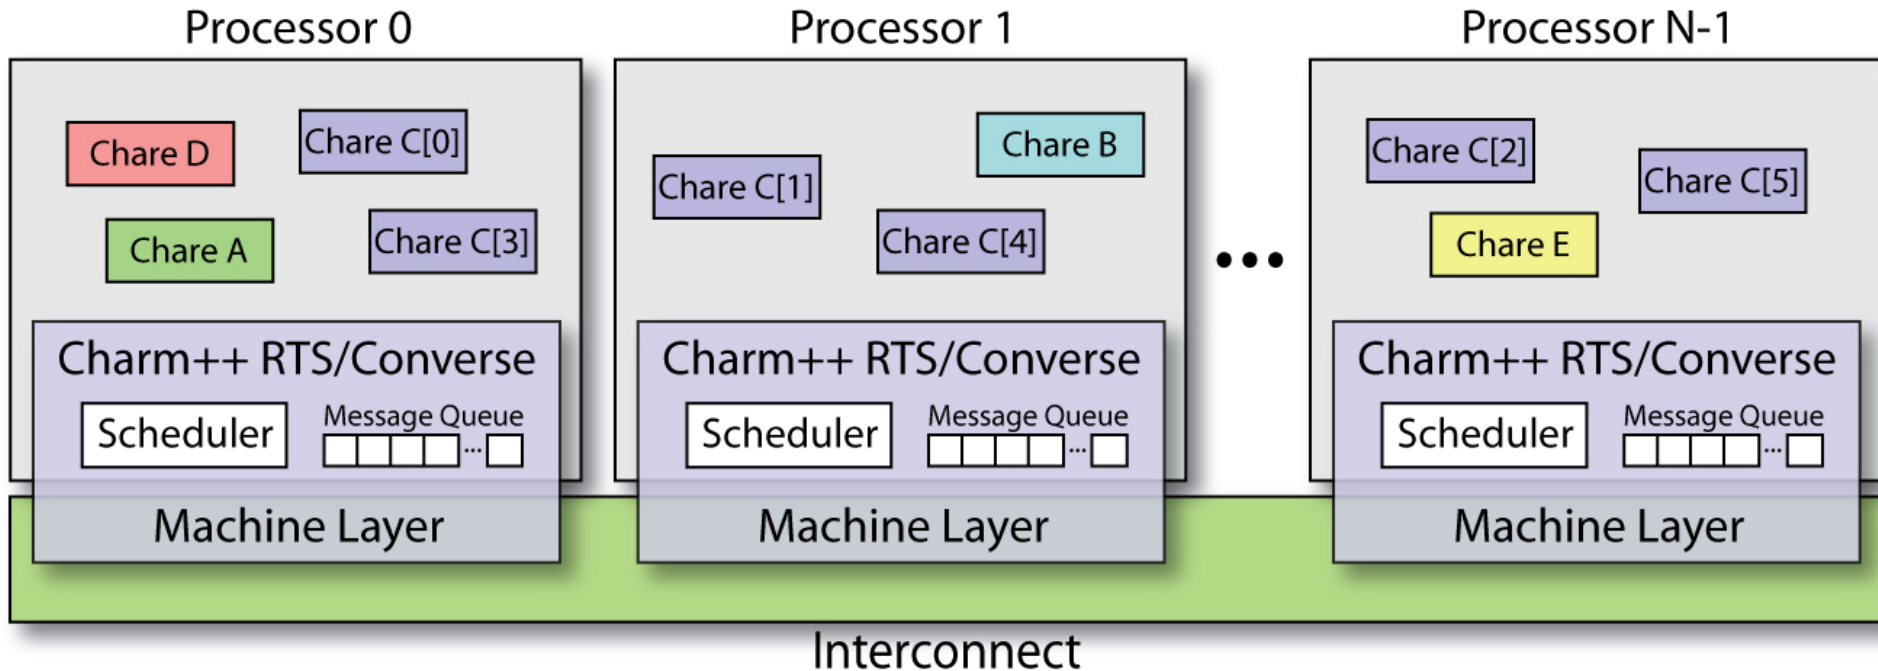 Processor 0
Chare D
Chare C[0]
Chare A
Chare C[3]
Charm++ RTS/Converse
Scheduler
Message Queue
...
Machine Layer
Processor 1
Chare B
Chare C[1]
Chare C[4]
Charm++ RTS/Converse
Scheduler
Message Queue
...
Machine Layer
...
Processor N-1
Chare C[2]
Chare C[5]
Chare E
Charm++ RTS/Converse
Scheduler
Message Queue
...
Machine Layer
Interconnect